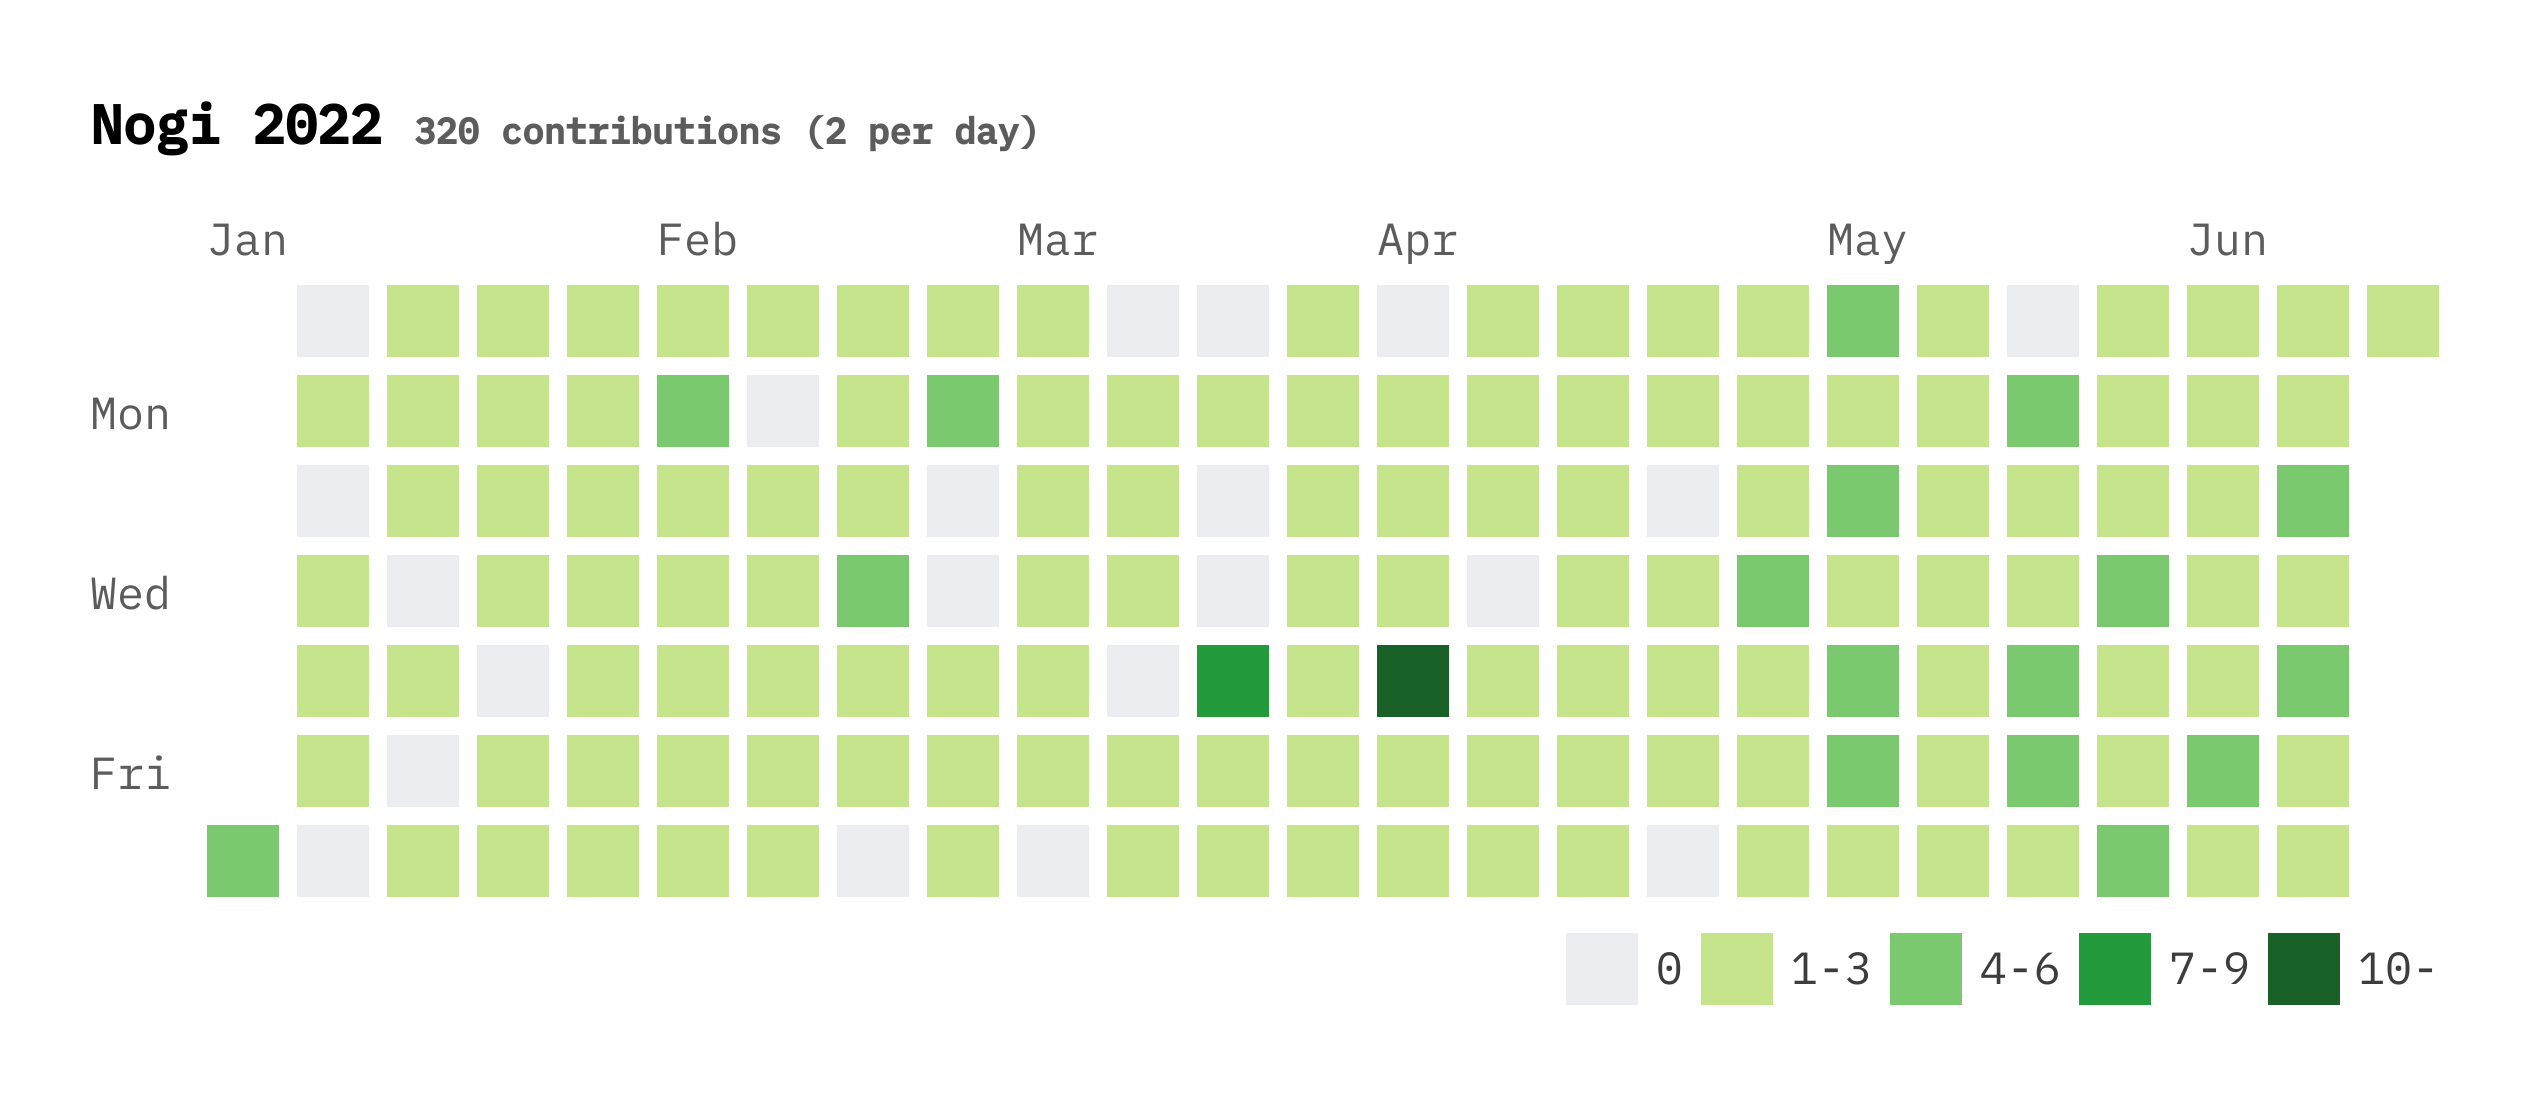 Nogi 2022 320 contributions (2 per day)
Jan Feb Mar Apr May Jun
Mon
Wed
Fri
0 1-3 4-6 7-9 10-